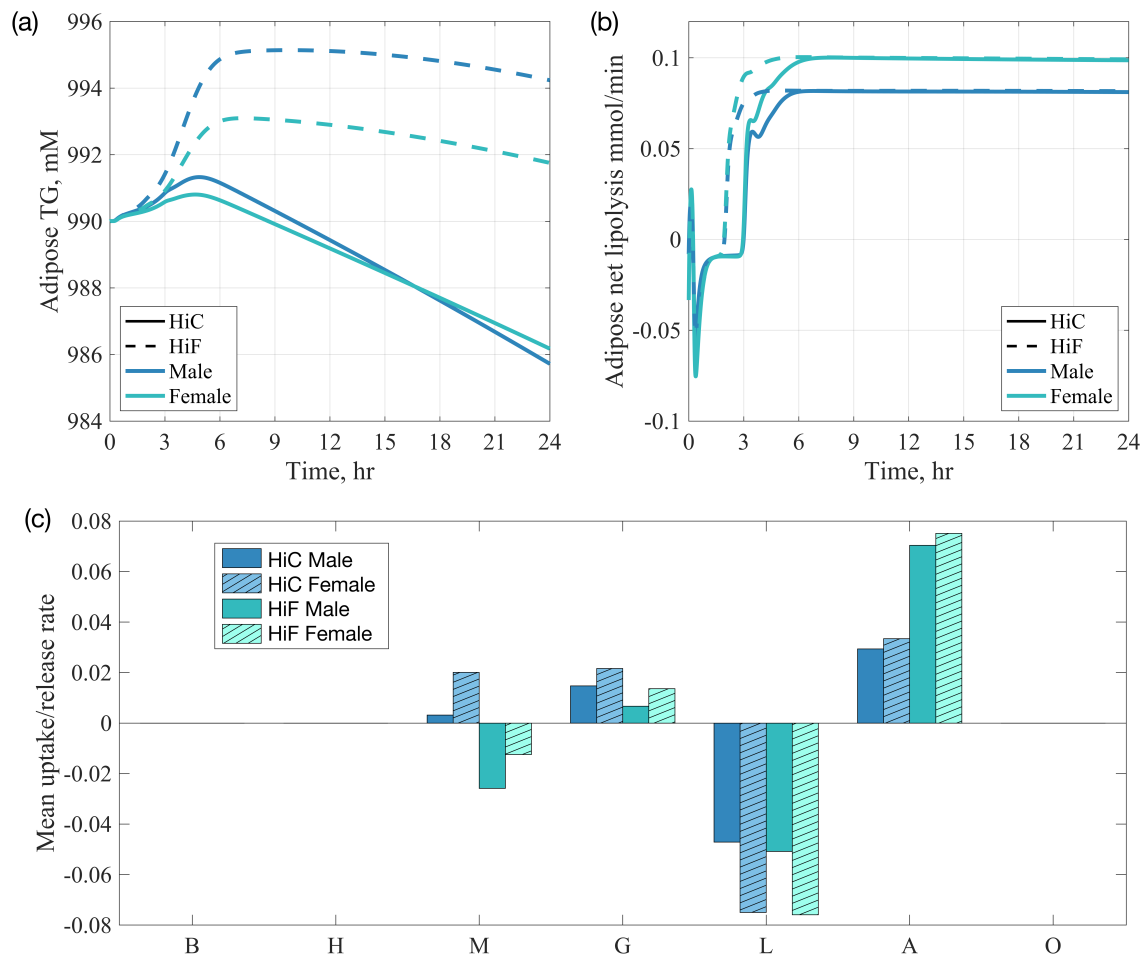 (a)
996
994
992
990
988
986
984
Adipose TG, mM
HiC
HiF
Male
Female
0 3 6 9 12 15 18 21 24
Time, hr
(b)
0.1
0.05
0
-0.05
-0.1
Adipose net lipolysis mmol/min
HiC
HiF
Male
Female
0 3 6 9 12 15 18 21 24
Time, hr
(c)
0.08
0.06
0.04
0.02
0
-0.02
-0.04
-0.06
-0.08
Mean uptake/release rate
HiC Male
HiC Female
HiF Male
HiF Female
B H M G L A O